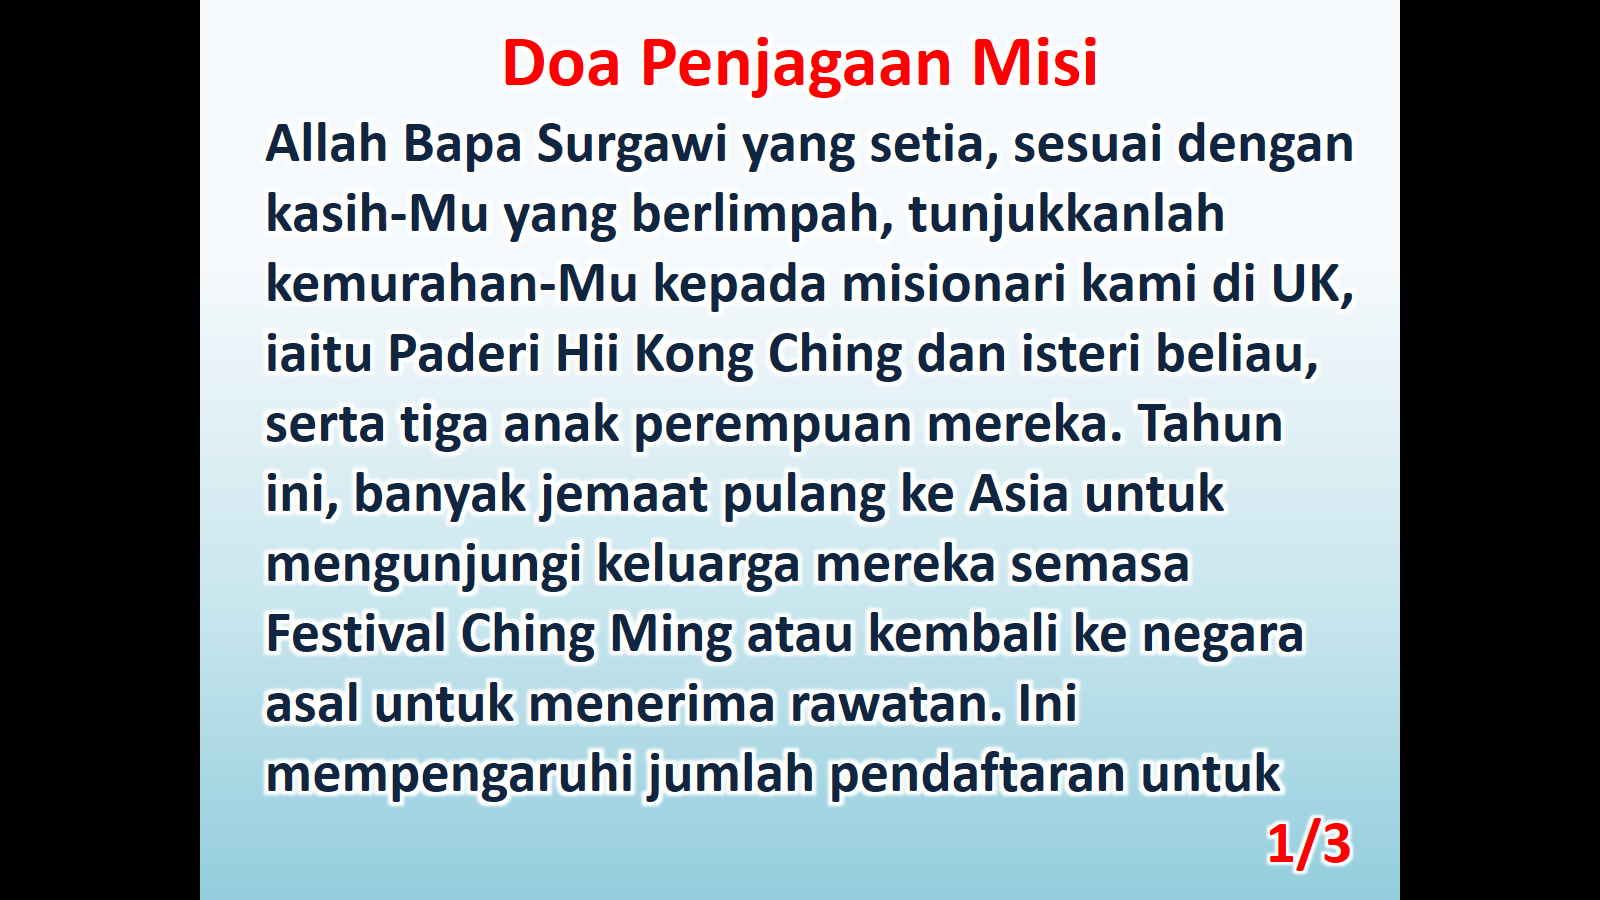 Doa Penjagaan Misi
Allah Bapa Surgawi yang setia, sesuai dengan
kasih-Mu yang berlimpah, tunjukkanlah
kemurahan-Mu kepada misionari kami di UK,
iaitu Paderi Hii Kong Ching dan isteri beliau,
serta tiga anak perempuan mereka. Tahun
ini, banyak jemaat pulang ke Asia untuk
mengunjungi keluarga mereka semasa
Festival Ching Ming atau kembali ke negara
asal untuk menerima rawatan. Ini
mempengaruhi jumlah pendaftaran untuk
1/3